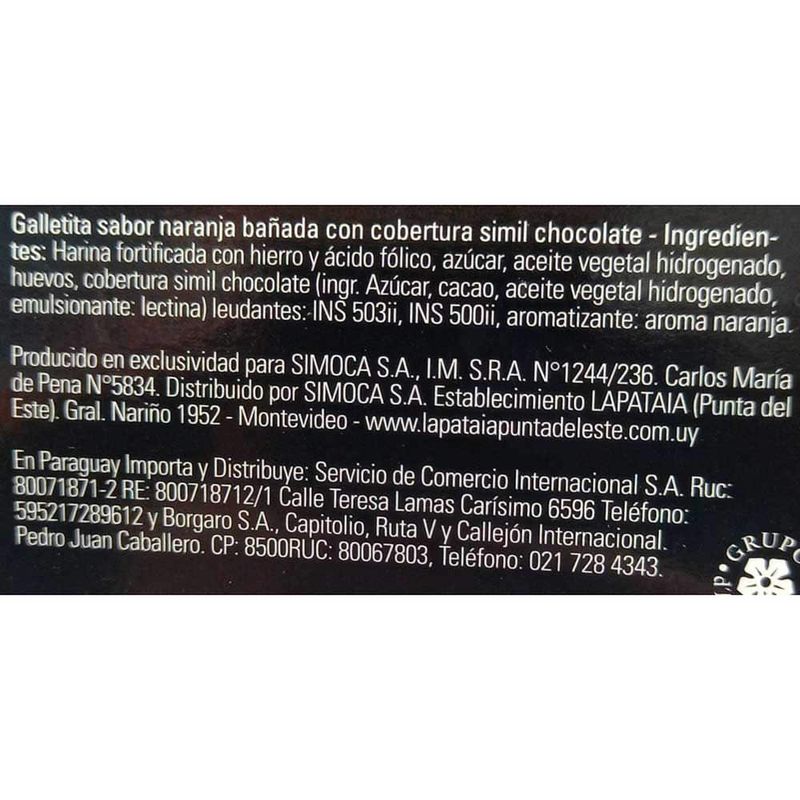 Galletita sabor naranja bañada con cobertura simil chocolate - Ingredien-
tes: Harina fortificada con hierro y ácido fólico, azúcar, aceite vegetal hidrogenado,
huevos, cobertura simil chocolate (ingr. Azúcar, cacao, aceite vegetal hidrogenado,
emulsionante: lectina) leudantes: INS 503ii, INS 500ii, aromatizante: aroma naranja.
Producido en exclusividad para SIMOCA S.A., I.M. S.R.A. N°1244/236. Carlos María
de Pena N°5834. Distribuido por SIMOCA S.A. Establecimiento LAPATAIA (Punta del
Este). Gral. Nariño 1952 - Montevideo - www.lapataiapuntadeleste.com.uy
En Paraguay Importa y Distribuye: Servicio de Comercio Internacional S.A. Ruc:
80071871-2 RE: 800718712/1 Calle Teresa Lamas Carísimo 6596 Teléfono:
595217289612 y Borgaro S.A., Capitolio, Ruta V y Callejón Internacional.
Pedro Juan Caballero. CP: 8500RUC: 80067803, Teléfono: 021 728 4343.
GRUPO